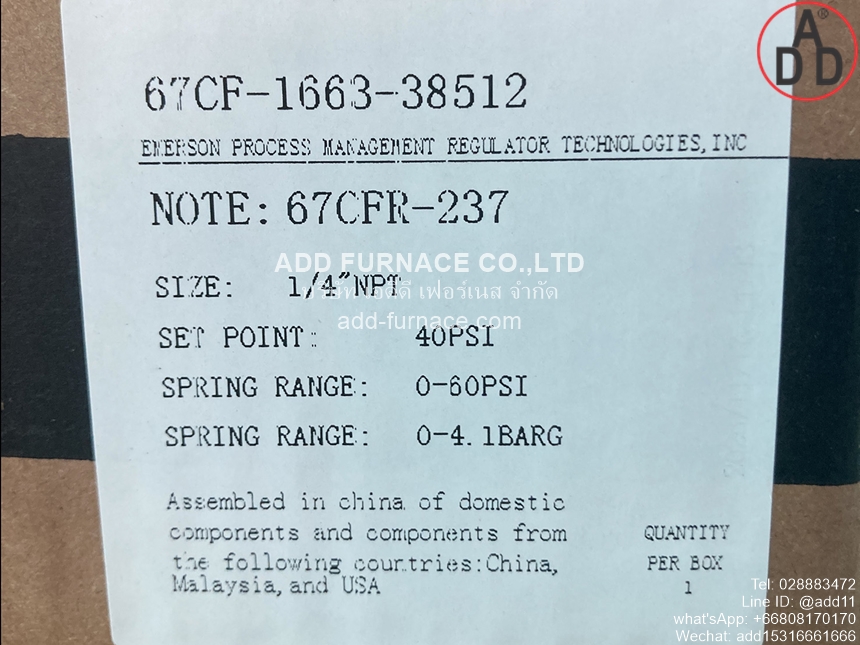 ADD®
67CF-1663-38512
EMERSON PROCESS MANAGEMENT REGULATOR TECHNOLOGIES, INC
NOTE: 67CFR-237
ADD FURNACE CO.,LTD
SIZE: 1/4"NPT
บริษัท เอดีดี เฟอร์เนส จำกัด
add-furnace.com
SET POINT: 40PSI
SPRING RANGE: 0-60PSI
SPRING RANGE: 0-4.1BARG
Assembled in china of domestic
components and components from
the following countries:China,
Malaysia, and USA
QUANTITY
PER BOX
1
Tel: 028883472
Line ID: @add11
what'sApp: +66808170170
Wechat: add15316661666